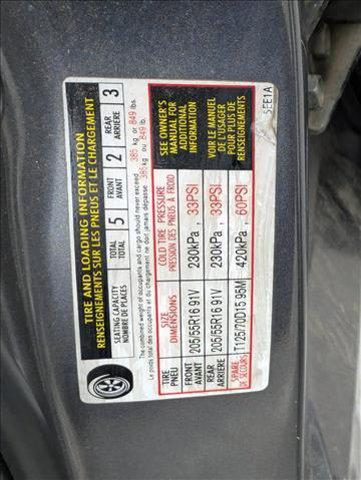 TIRE AND LOADING INFORMATION
RENSEIGNEMENTS SUR LES PNEUS ET LE CHARGEMENT
SEATING CAPACITY TOTAL 5 FRONT 2 REAR 3
NOMBRE DE PLACES TOTAL AVANT ARRIÈRE
The combined weight of occupants and cargo should never exceed 385 kg or 849 lbs.
Le poids total des occupants et du chargement ne doit jamais dépasser 385 kg ou 849 lb.
TIRE SIZE COLD TIRE PRESSURE SEE OWNER'S
PNEU DIMENSIONS PRESSION DES PNEUS À FROID MANUAL FOR
ADDITIONAL
INFORMATION
FRONT 205/55R16 91V 230kPa , 33PSI
AVANT
REAR 205/55R16 91V 230kPa , 33PSI VOIR LE MANUEL
ARRIÈRE DE L'USAGER
POUR PLUS DE
RENSEIGNEMENTS
SPARE T125/70D15 95M 420kPa , 60PSI
DE SECOURS
5EE1A